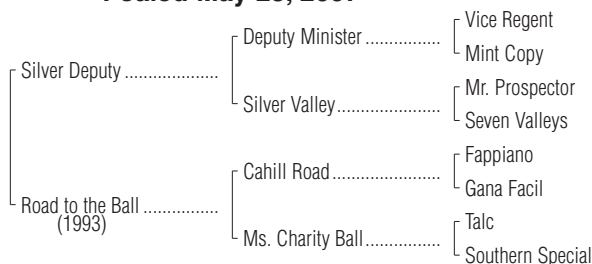 Vice Regent
Deputy Minister ..................
Mint Copy
Silver Deputy ......................
Mr. Prospector
Silver Valley.........................
Seven Valleys
Fappiano
Cahill Road..........................
Gana Facil
Road to the Ball ..................
(1993)
Talc
Ms. Charity Ball...................
Southern Special